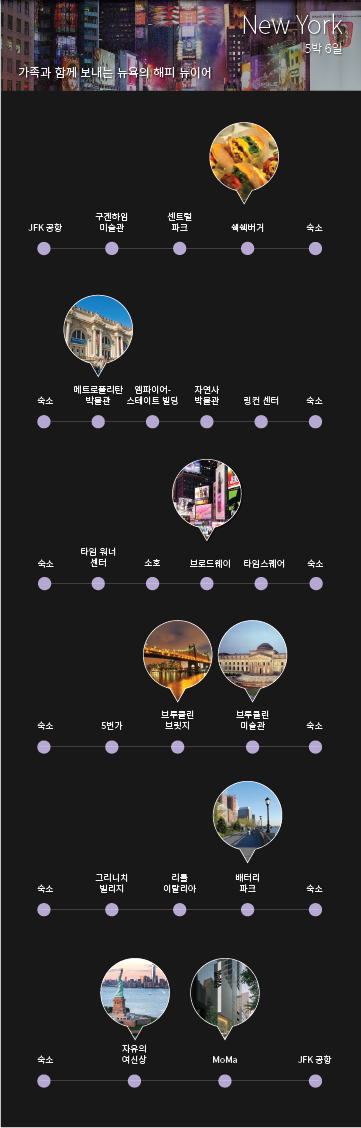 New York
5박 6일
가족과 함께 보내는 뉴욕의 해피 뉴이어
JFK 공항
구겐하임
미술관
센트럴
파크
쉑쉑버거
숙소
숙소
메트로폴리탄
박물관
엠파이어-
스테이트 빌딩
자연사
박물관
링컨 센터
숙소
숙소
타임 워너
센터
소호
브로드웨이
타임스퀘어
숙소
숙소
5번가
브루클린
브릿지
브루클린
미술관
숙소
숙소
그리니치
빌리지
리틀
이탈리아
배터리
파크
숙소
숙소
자유의
여신상
MoMa
JFK 공항